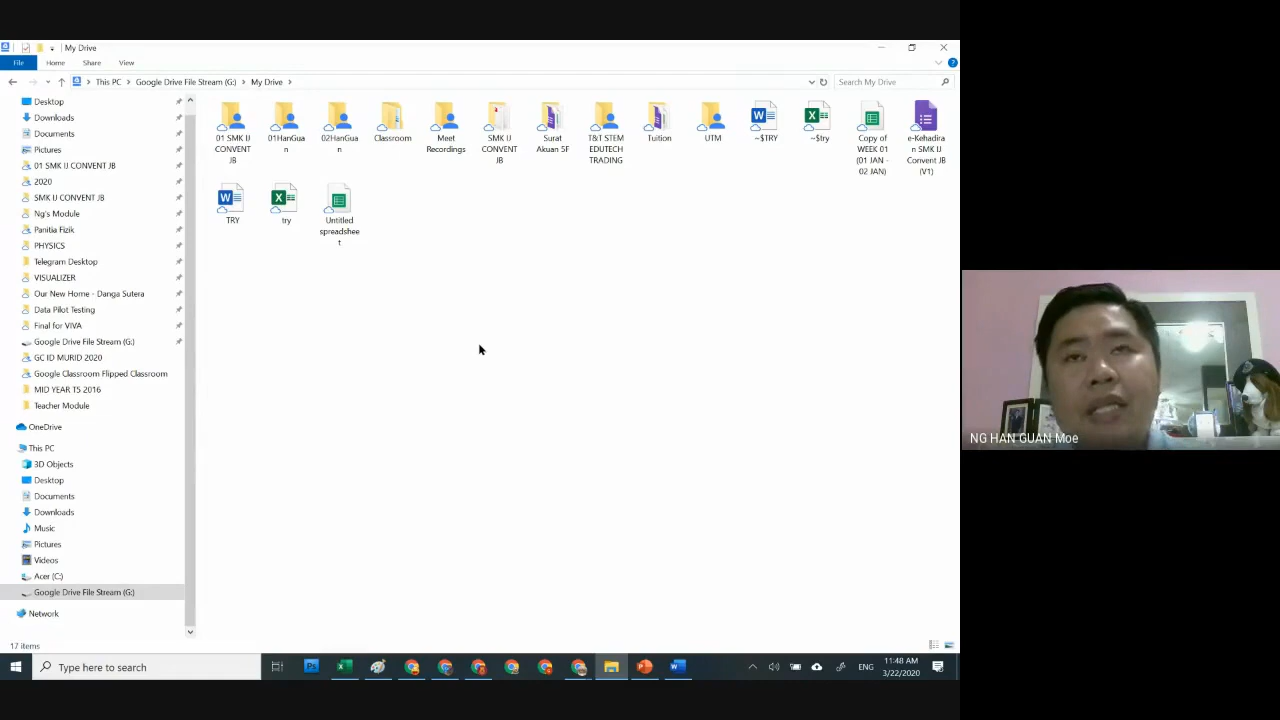 My Drive
File
Home
Share
View
This PC
Google Drive File Stream (G:)
My Drive
Search My Drive
Desktop
Downloads
Documents
Pictures
01 SMK IJ CONVENT JB
2020
SMK IJ CONVENT JB
Ng's Module
Panitia Fizik
PHYSICS
Telegram Desktop
VISUALIZER
Our New Home - Danga Sutera
Data Pilot Testing
Final for VIVA
Google Drive File Stream (G:)
GC ID MURID 2020
Google Classroom Flipped Classroom
MID YEAR T5 2016
Teacher Module
OneDrive
This PC
3D Objects
Desktop
Documents
Downloads
Music
Pictures
Videos
Acer (C:)
Google Drive File Stream (G:)
Network
01 SMK IJ
CONVENT
JB
01HanGua
n
02HanGua
n
Classroom
Meet
Recordings
SMK IJ
CONVENT
JB
Surat
Akuan 5F
T&T STEM
EDUTECH
TRADING
Tuition
UTM
~$TRY
~$try
Copy of
WEEK 01
(01 JAN -
02 JAN)
e-Kehadira
n SMK IJ
Convent JB
(V1)
TRY
try
Untitled
spreadshee
t
17 items
NG HAN GUAN Moe
Type here to search
ENG
11:48 AM
3/22/2020